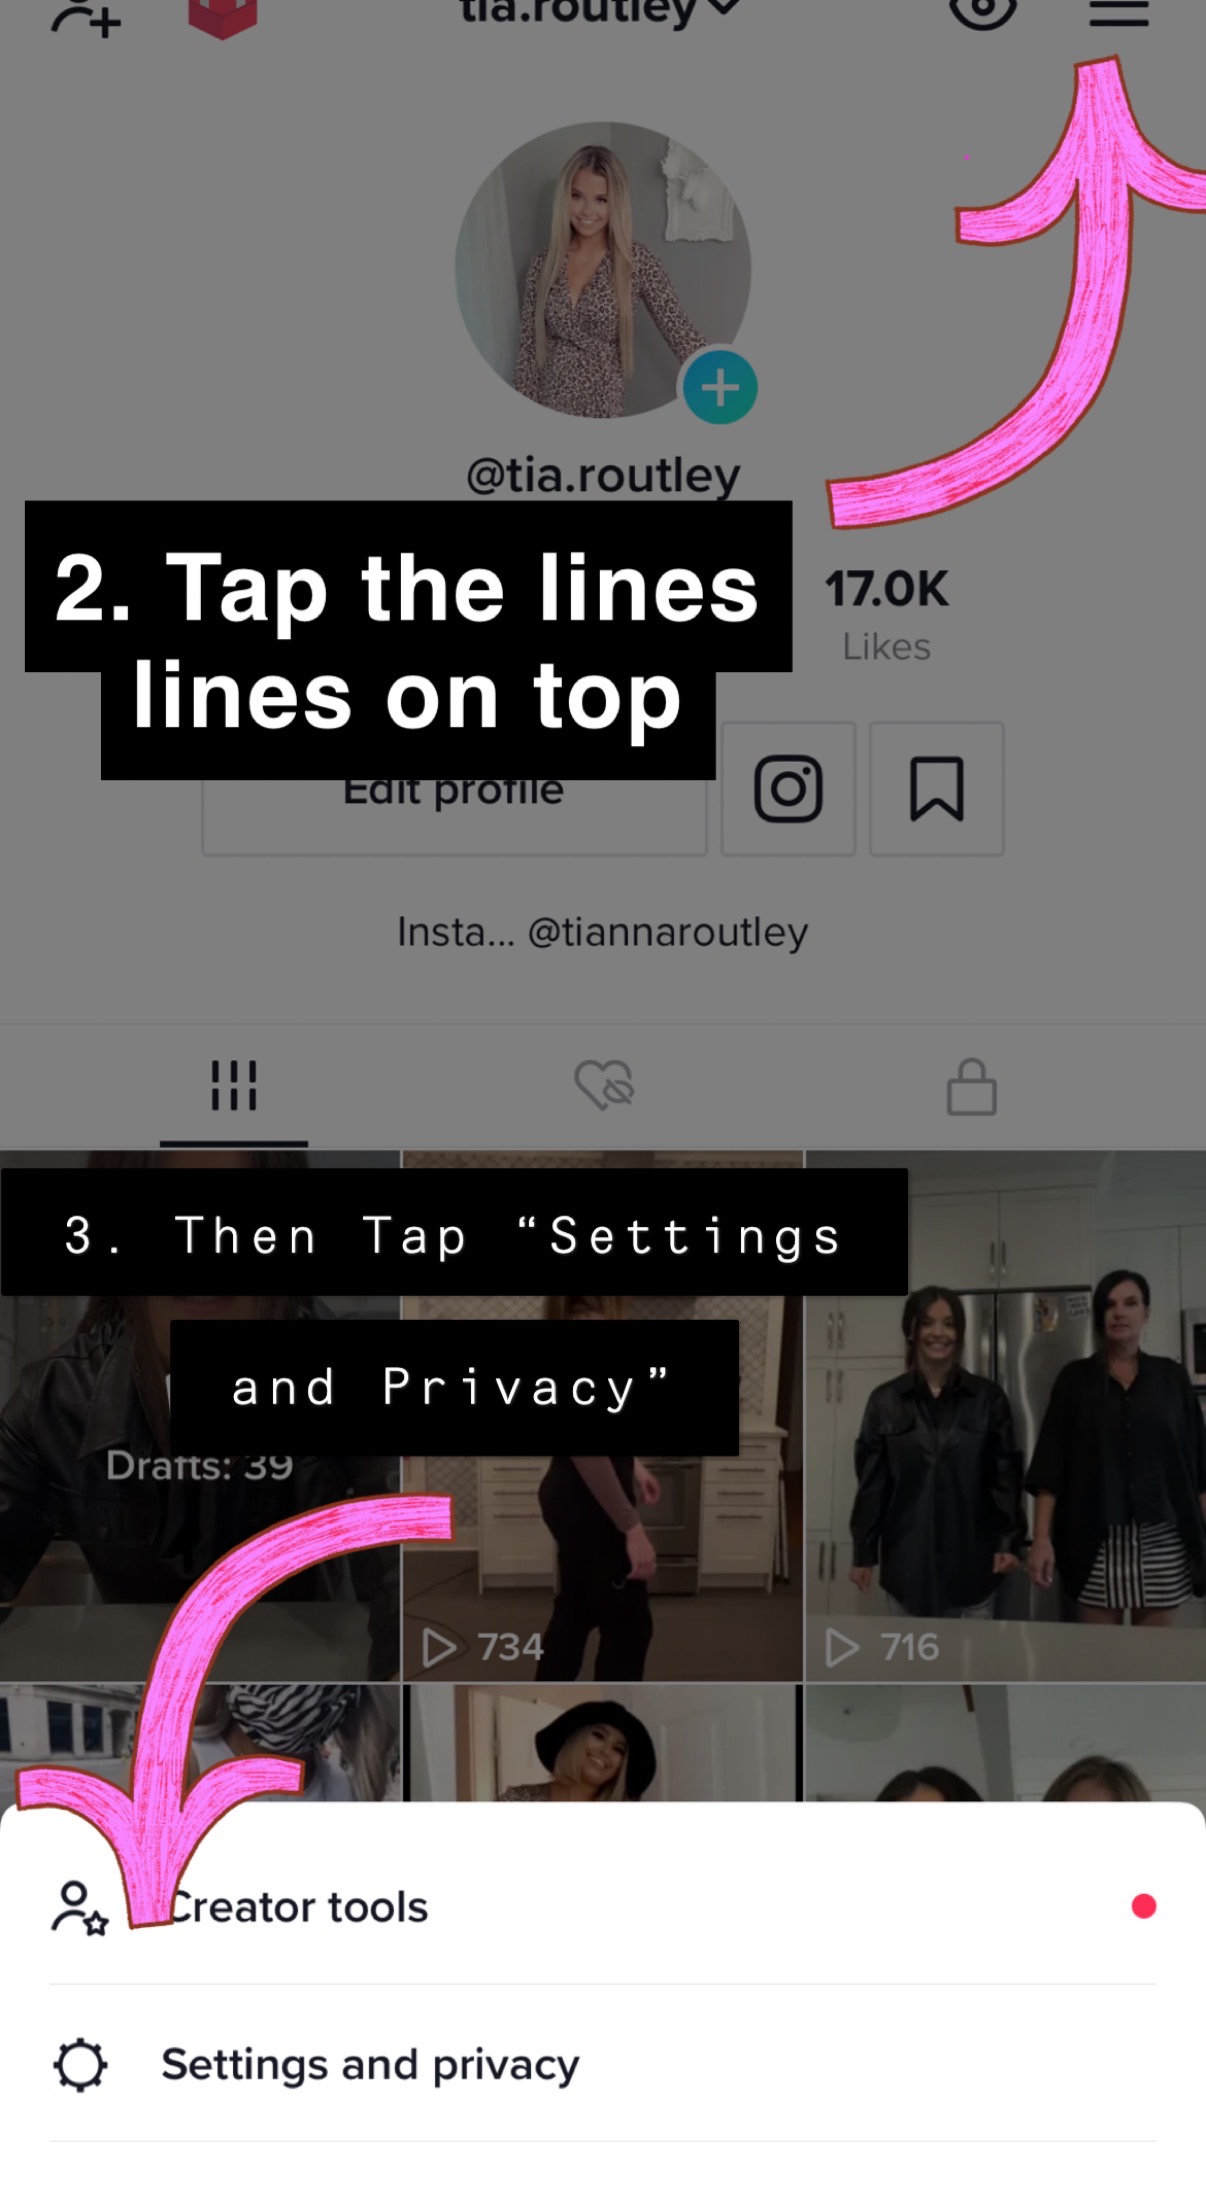 tia.routley
@tia.routley
2. Tap the lines
lines on top
17.0K
Likes
Edit profile
Insta... @tiannaroutley
3. Then Tap “Settings
and Privacy”
Drafts: 39
734
716
Creator tools
Settings and privacy